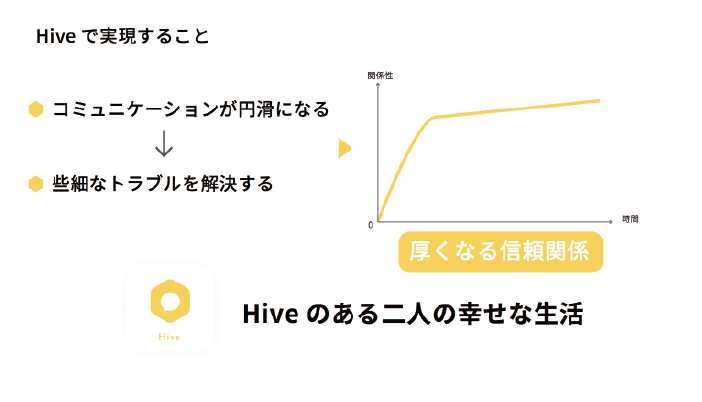 Hive で実現すること
コミュニケーションが円滑になる
些細なトラブルを解決する
関係性
0
時間
厚くなる信頼関係
Hive
Hive のある二人の幸せな生活